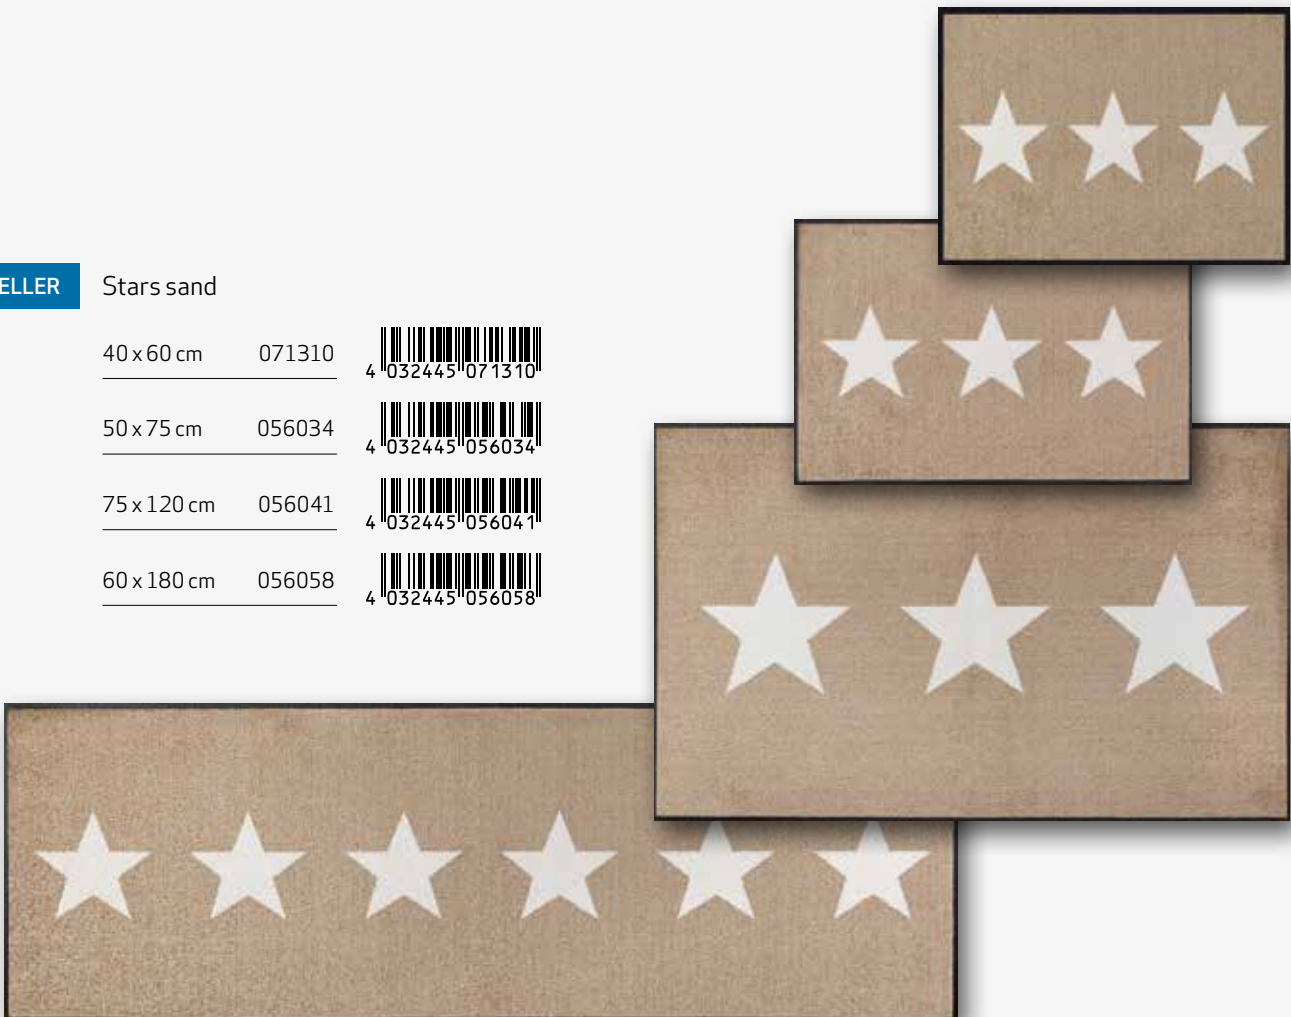 ELLER Stars sand
40 x 60 cm 071310 4 032445 071310
50 x 75 cm 056034 4 032445 056034
75 x 120 cm 056041 4 032445 056041
60 x 180 cm 056058 4 032445 056058